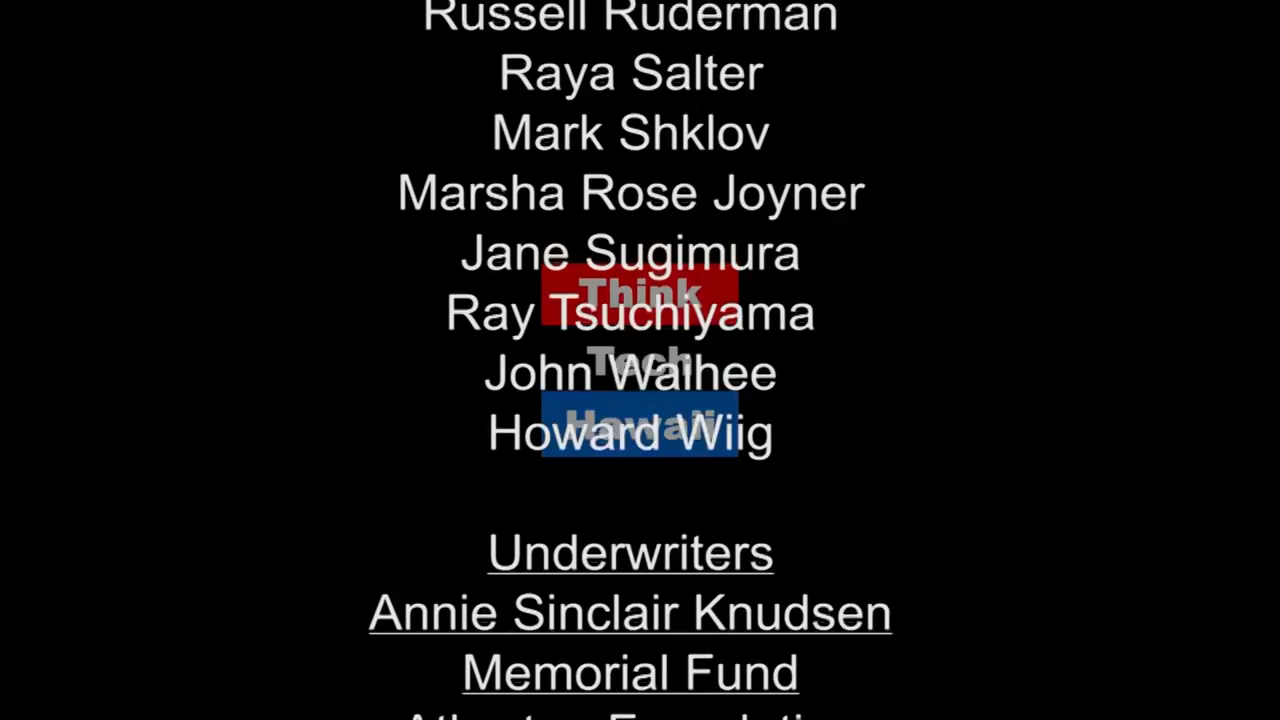 Russell Ruderman
Raya Salter
Mark Shklov
Marsha Rose Joyner
Jane Sugimura
Think
Ray Tsuchiyama
Tech
John Waihee
Hawaii
Howard Wiig
Underwriters
Annie Sinclair Knudsen
Memorial Fund